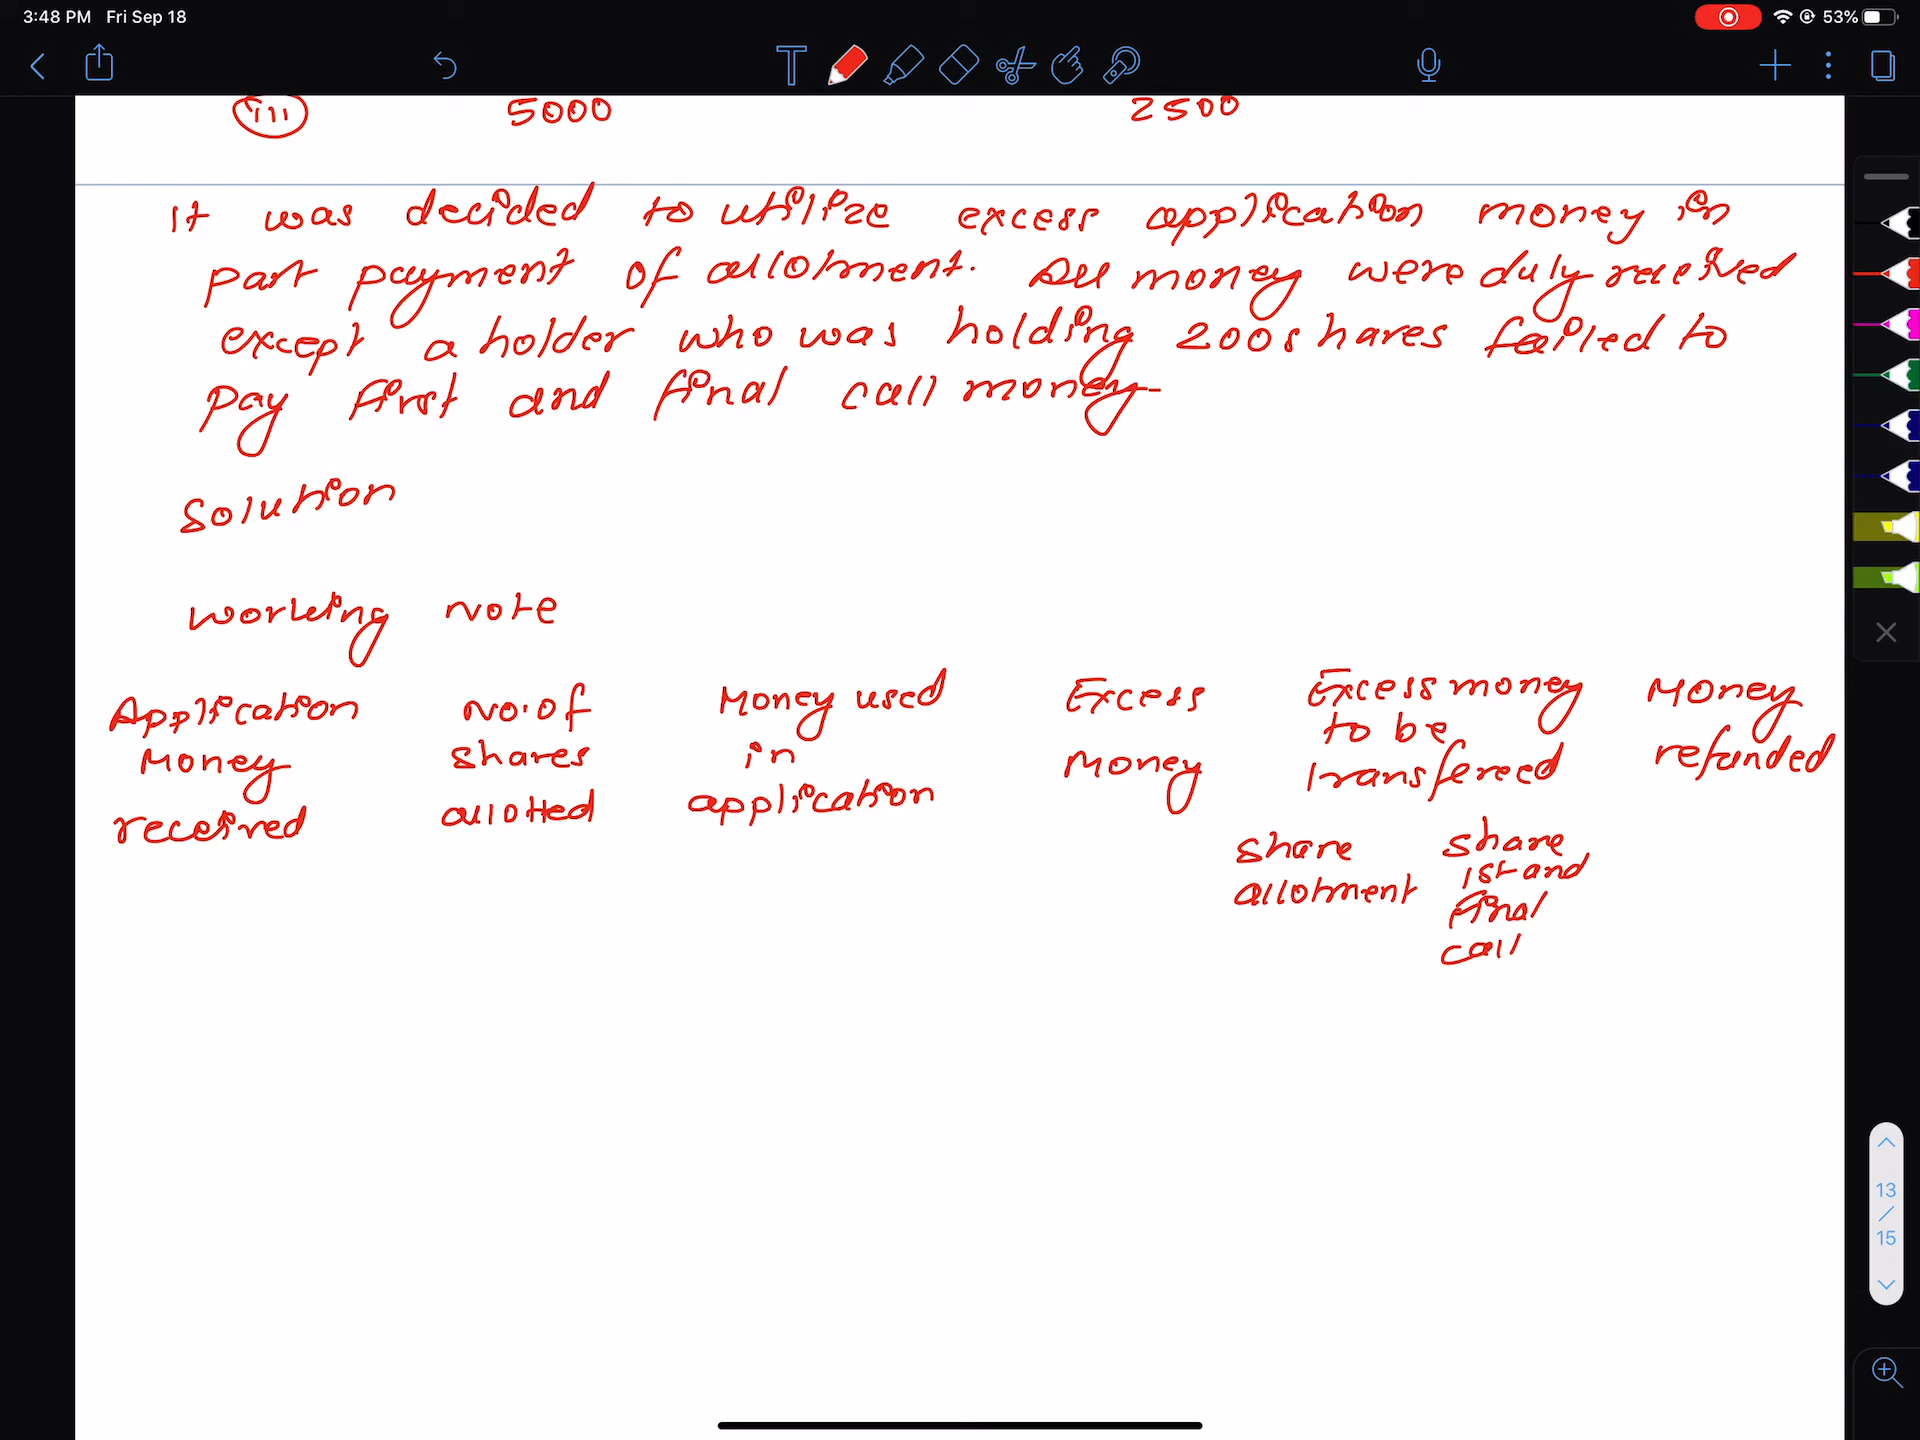 3:48 PM Fri Sep 18
53%
(iii) 5000 2500
It was decided to utilize excess application money in
part payment of allotment. All money were duly received
except a holder who was holding 200 shares failed to
pay first and final call money-
Solution
working note
Application No. of Money used Excess Excess money Money
to be
Money shares in Money transfereed refunded
received allotted application
share share
allotment 1st and
final
call
13
/
15